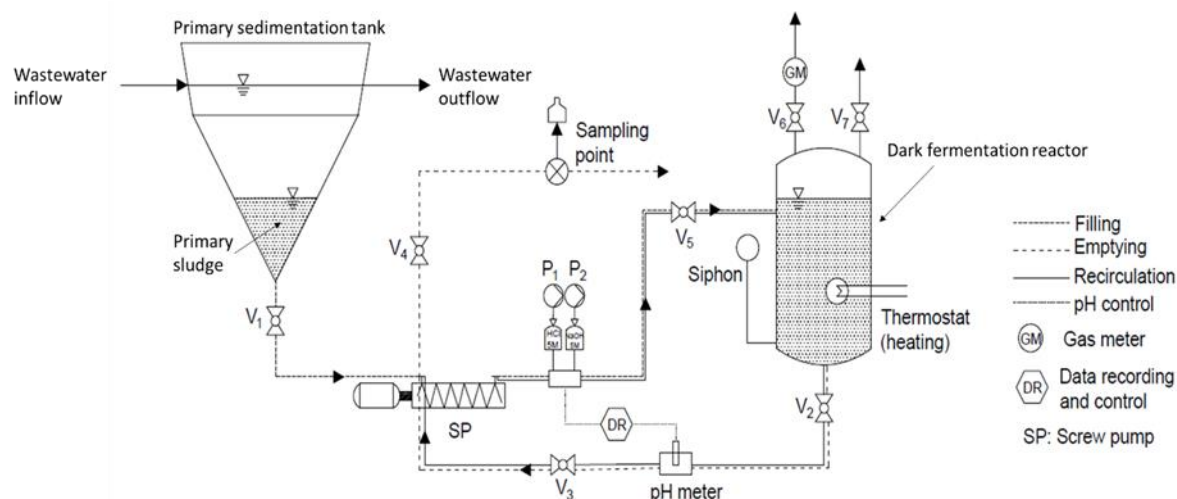 Primary sedimentation tank
Wastewater
inflow
Wastewater
outflow
Primary
sludge
V1
V4
Sampling
point
GM
V6
V7
Dark fermentation reactor
V5
Siphon
P1
P2
HCl
5M
NaOH
5M
Thermostat
(heating)
V2
SP
DR
V3
pH meter
Filling
Emptying
Recirculation
pH control
GM
Gas meter
DR
Data recording
and control
SP: Screw pump